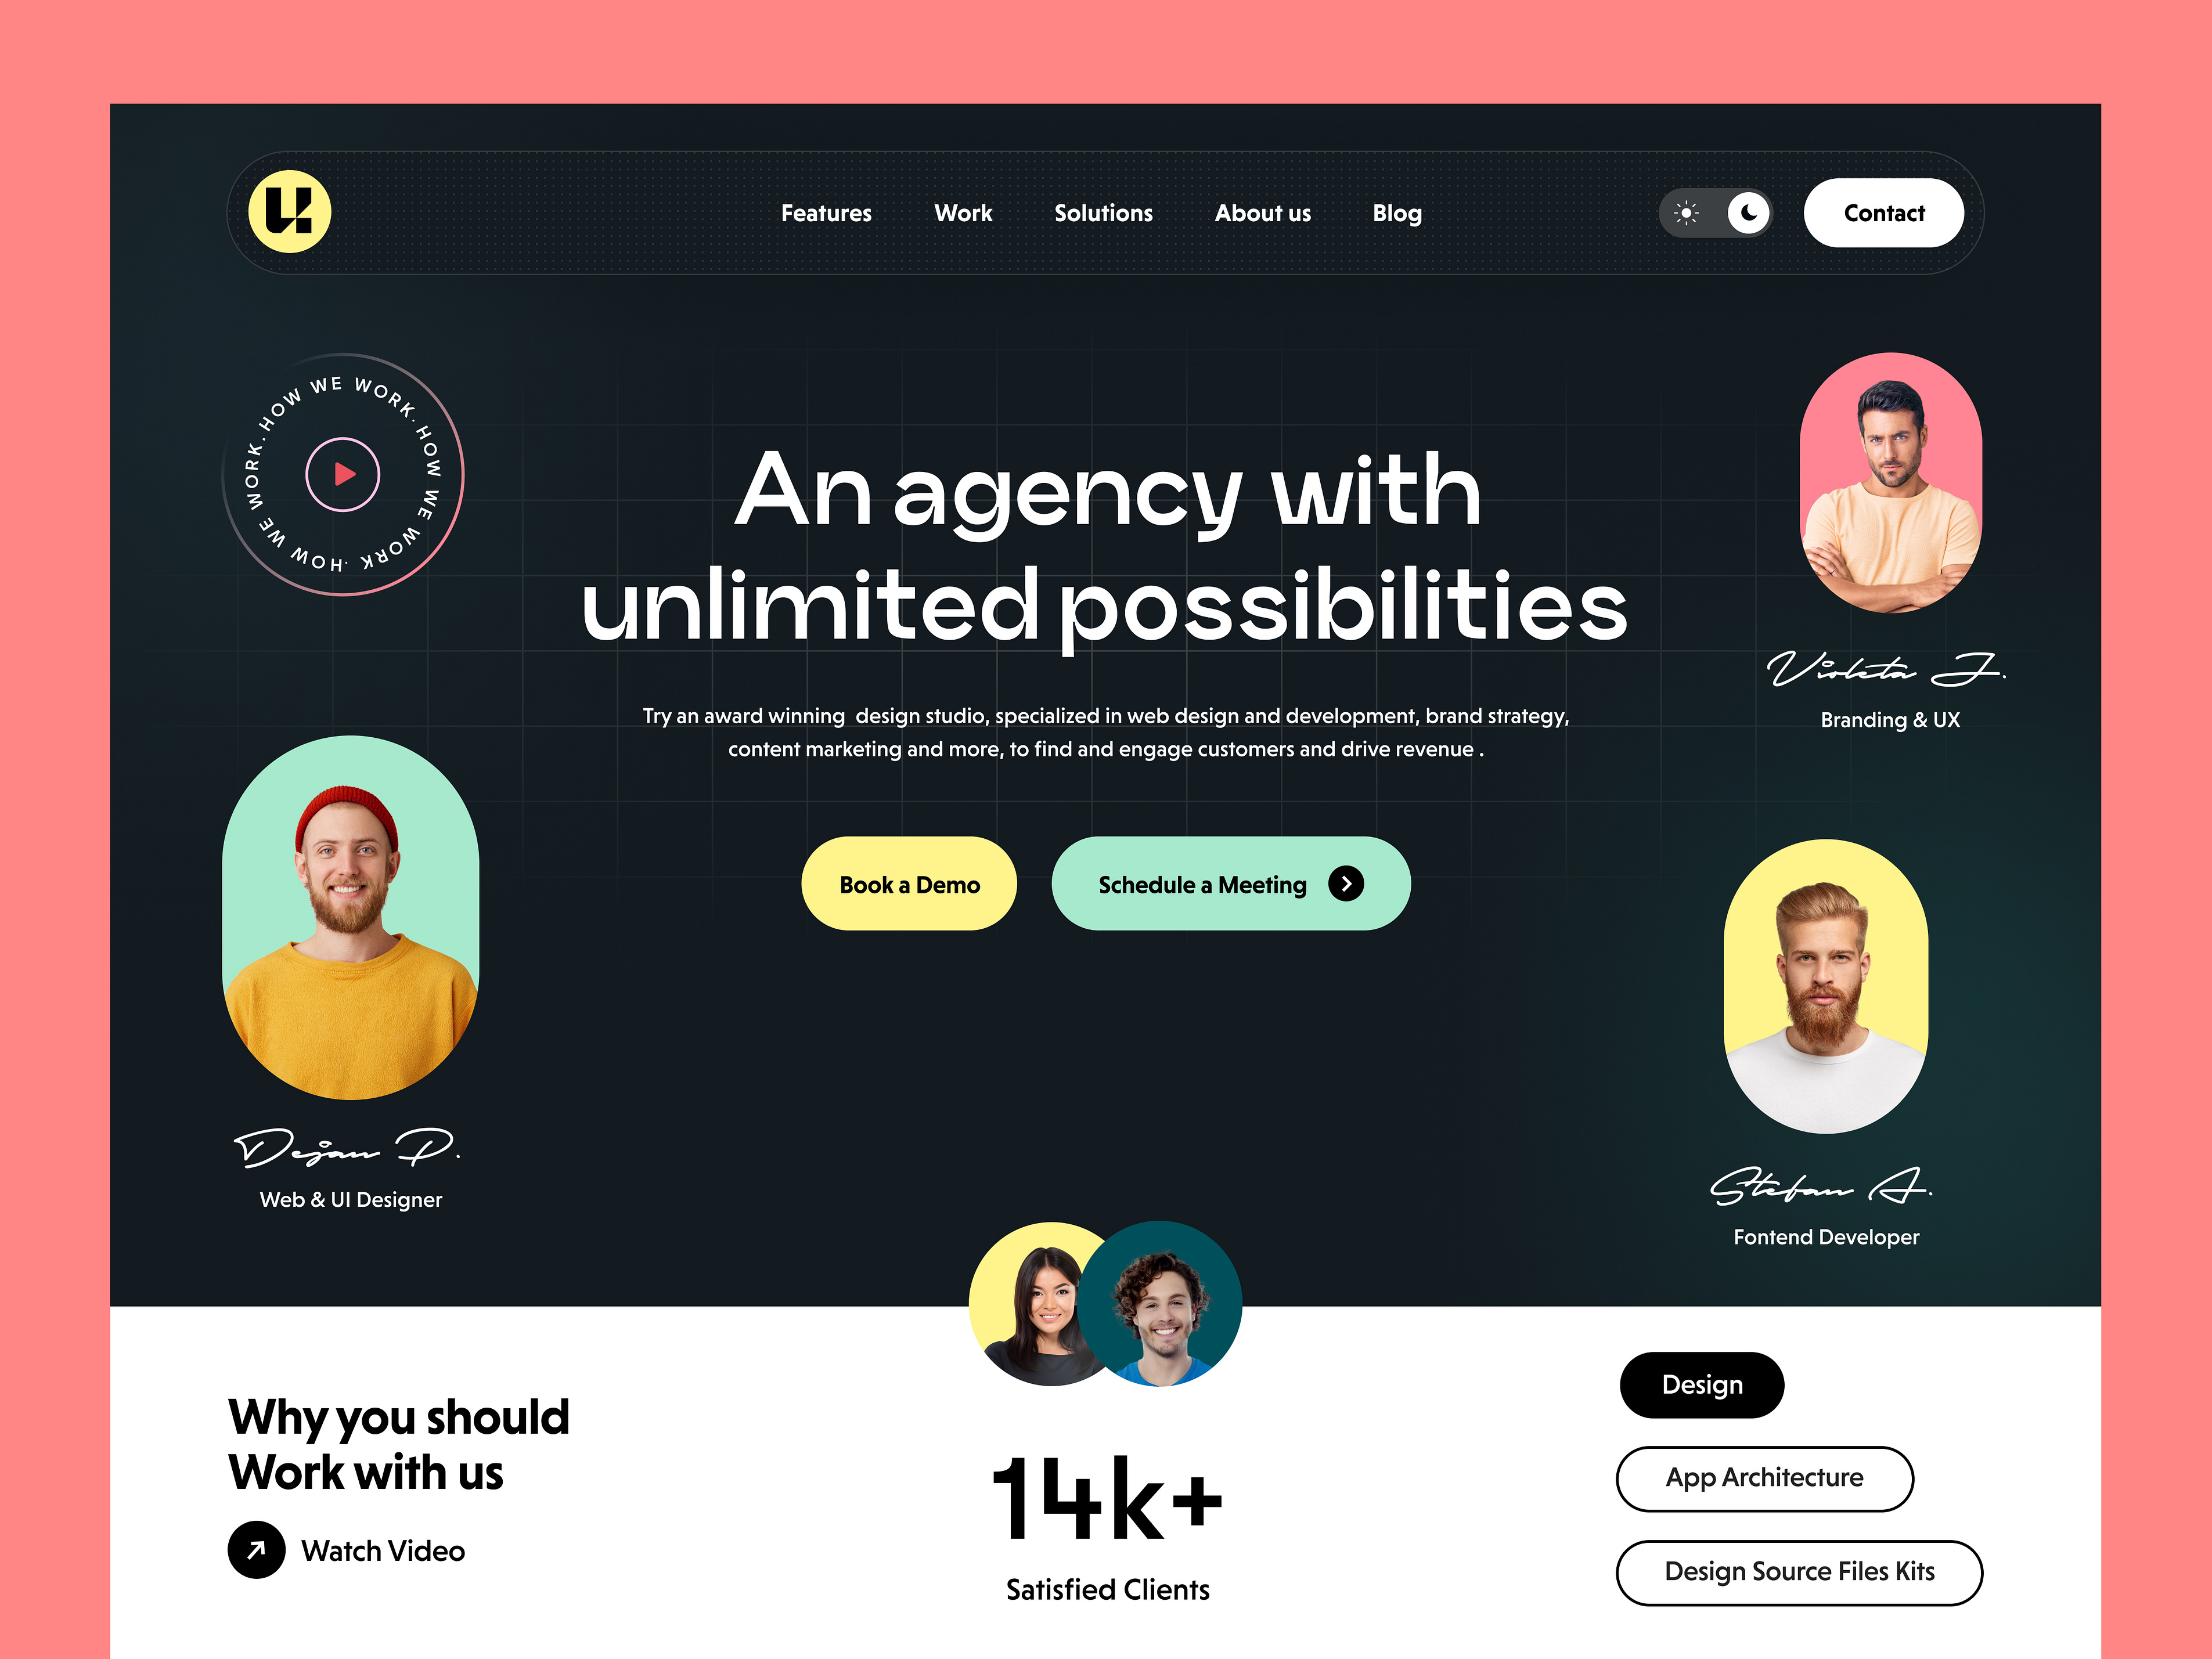 Features Work Solutions About us Blog
Contact
HOW WE WORK. HOW WE WORK .HOW WE WORK.
An agency with
unlimited possibilities
Try an award winning  design studio, specialized in web design and development, brand strategy,
content marketing and more, to find and engage customers and drive revenue .
Book a Demo
Schedule a Meeting
Violeta J.
Branding & UX
Dejan P.
Web & UI Designer
Stefan A.
Fontend Developer
Why you should
Work with us
Watch Video
14k+
Satisfied Clients
Design
App Architecture
Design Source Files Kits